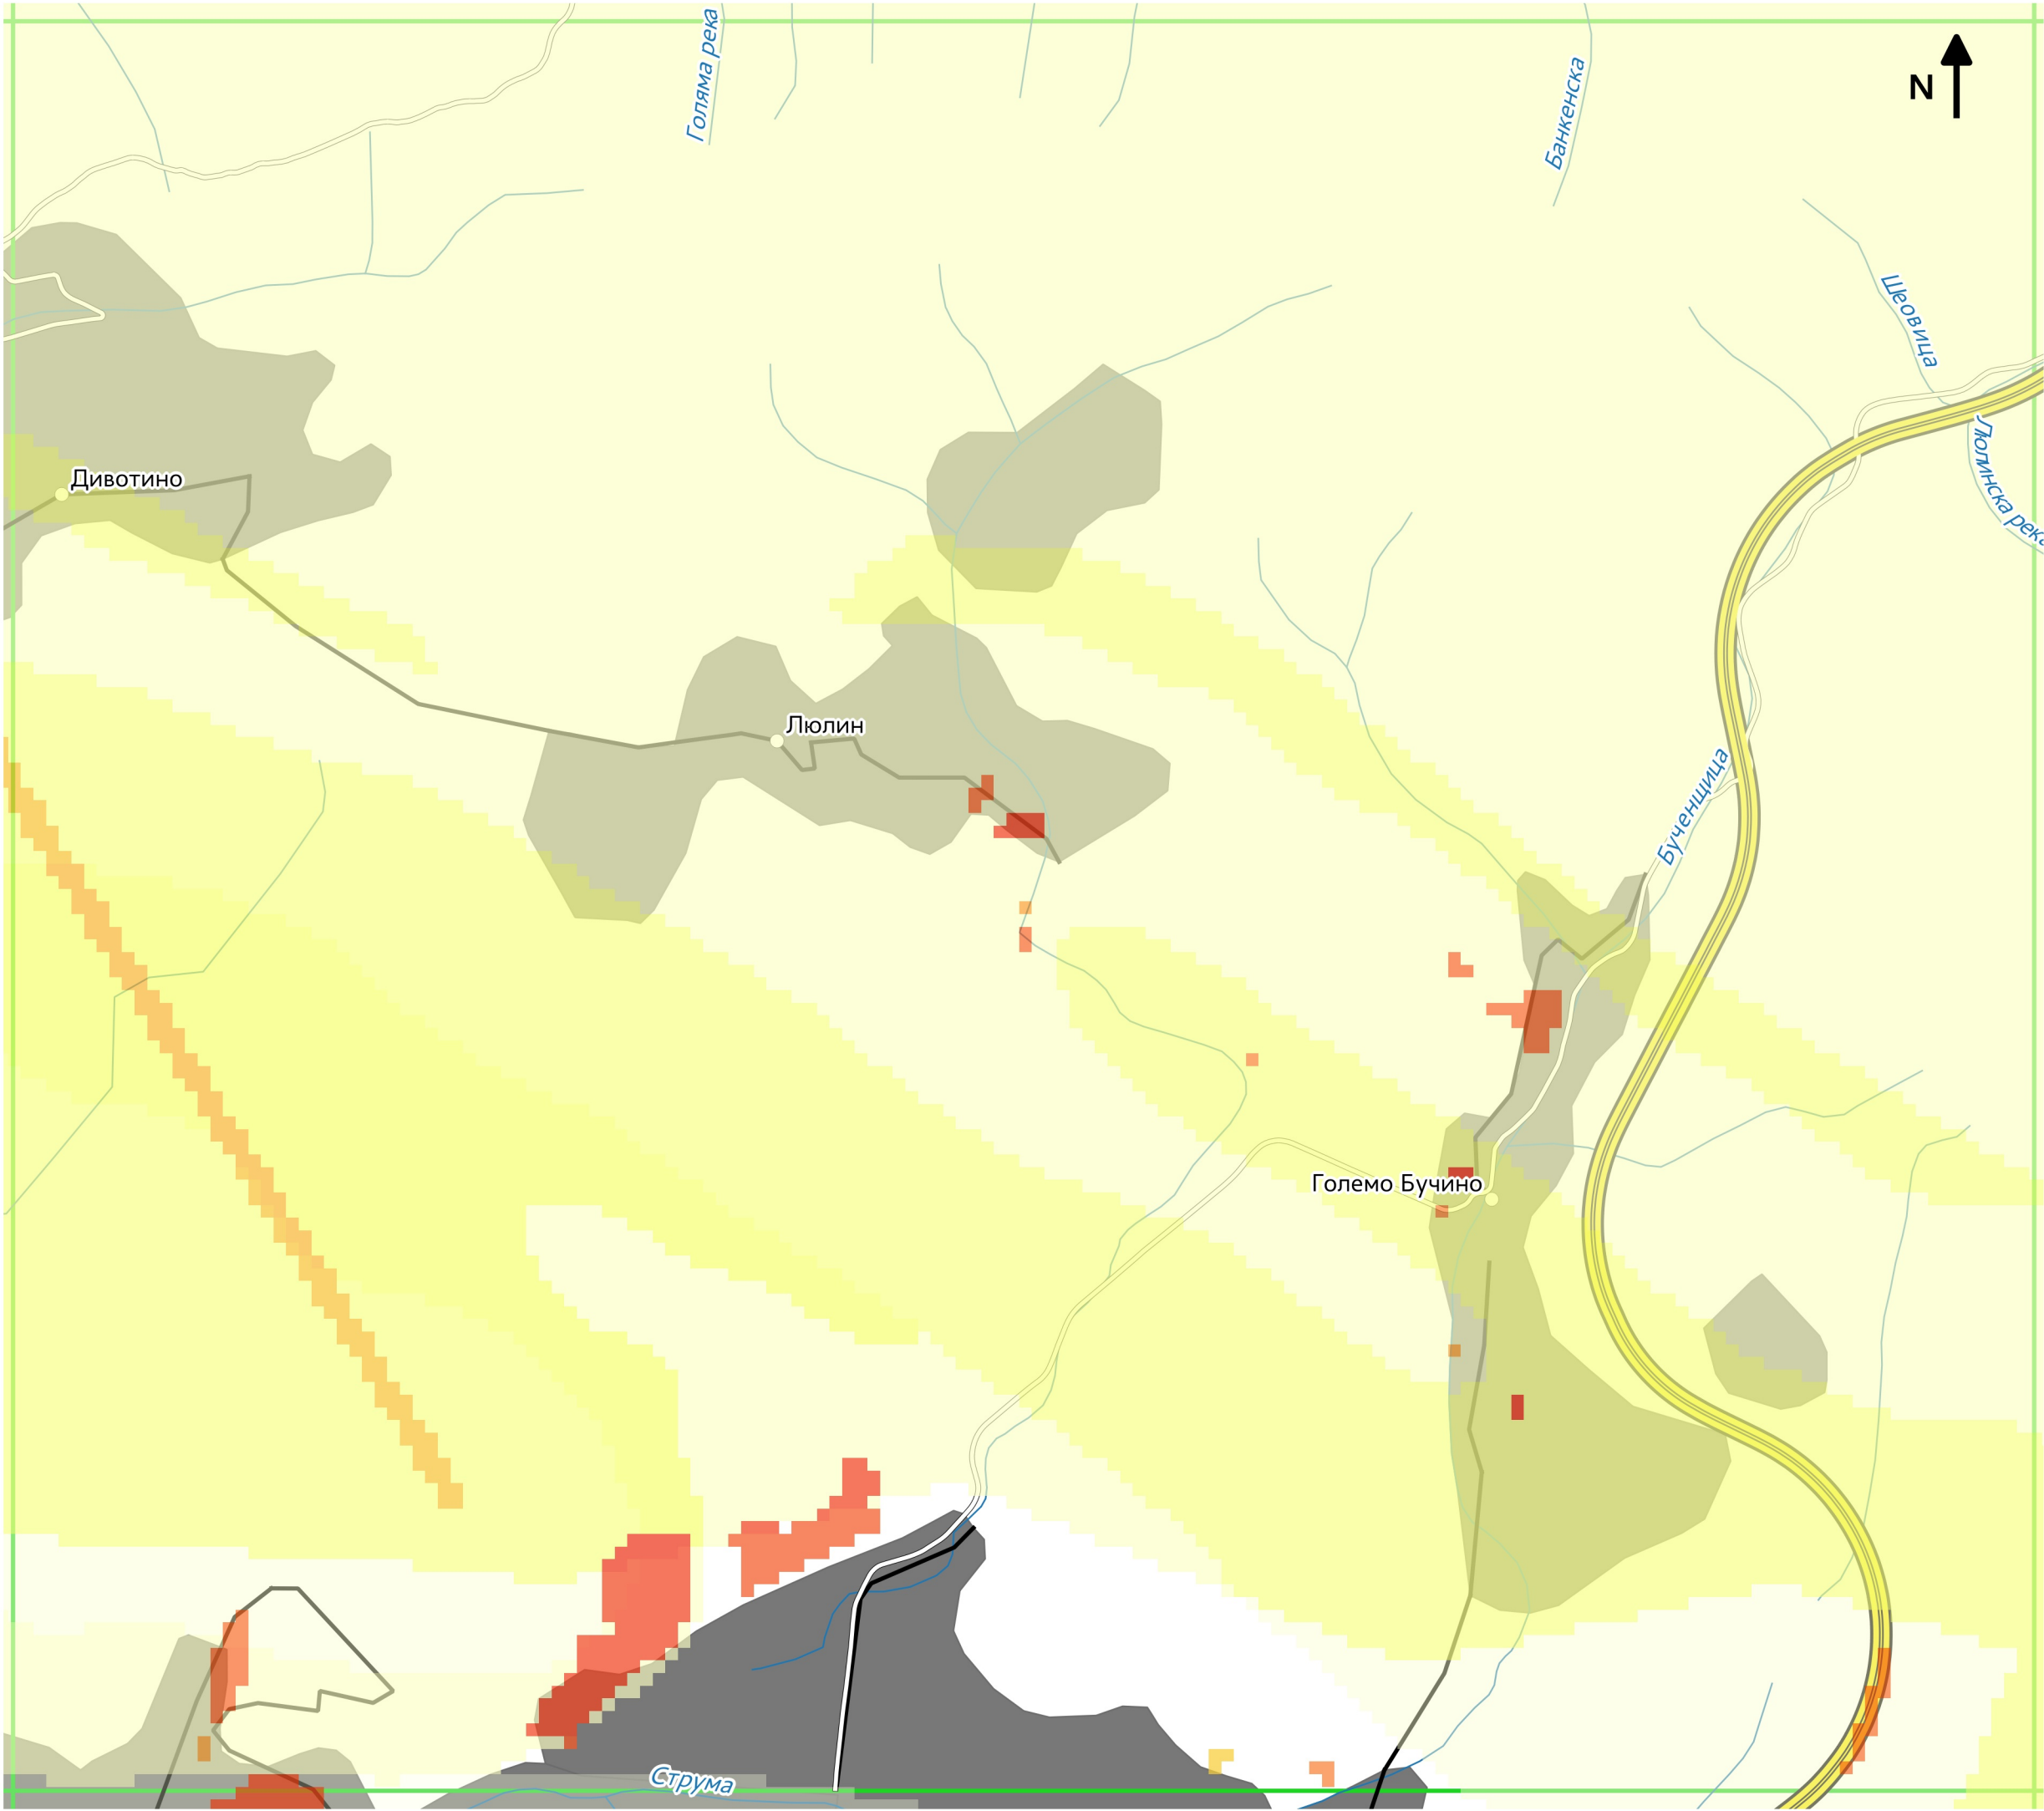 Голяма река
Банкенска
N
Шеовица
Люлинска река
Дивотино
Люлин
Бученщица
Големо Бучино
Струма